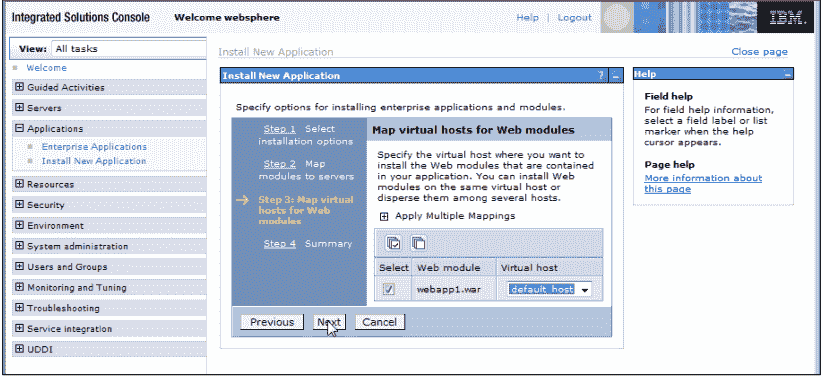 Integrated Solutions Console Welcome websphere Help | Logout IBM.
View: All tasks
Welcome
Guided Activities
Servers
Applications
Enterprise Applications
Install New Application
Resources
Security
Environment
System administration
Users and Groups
Monitoring and Tuning
Troubleshooting
Service integration
UDDI
Install New Application Close page
Install New Application ? _
Specify options for installing enterprise applications and modules.
Step 1 Select
installation options
Step 2 Map
modules to servers
Step 3: Map virtual
hosts for Web
modules
Step 4 Summary
Map virtual hosts for Web modules
Specify the virtual host where you want to
install the Web modules that are contained
in your application. You can install Web
modules on the same virtual host or
disperse them among several hosts.
Apply Multiple Mappings
Select Web module Virtual host
webapp1.war default_host
Previous Next Cancel
Help _
Field help
For field help information,
select a field label or list
marker when the help
cursor appears.
Page help
More information about
this page